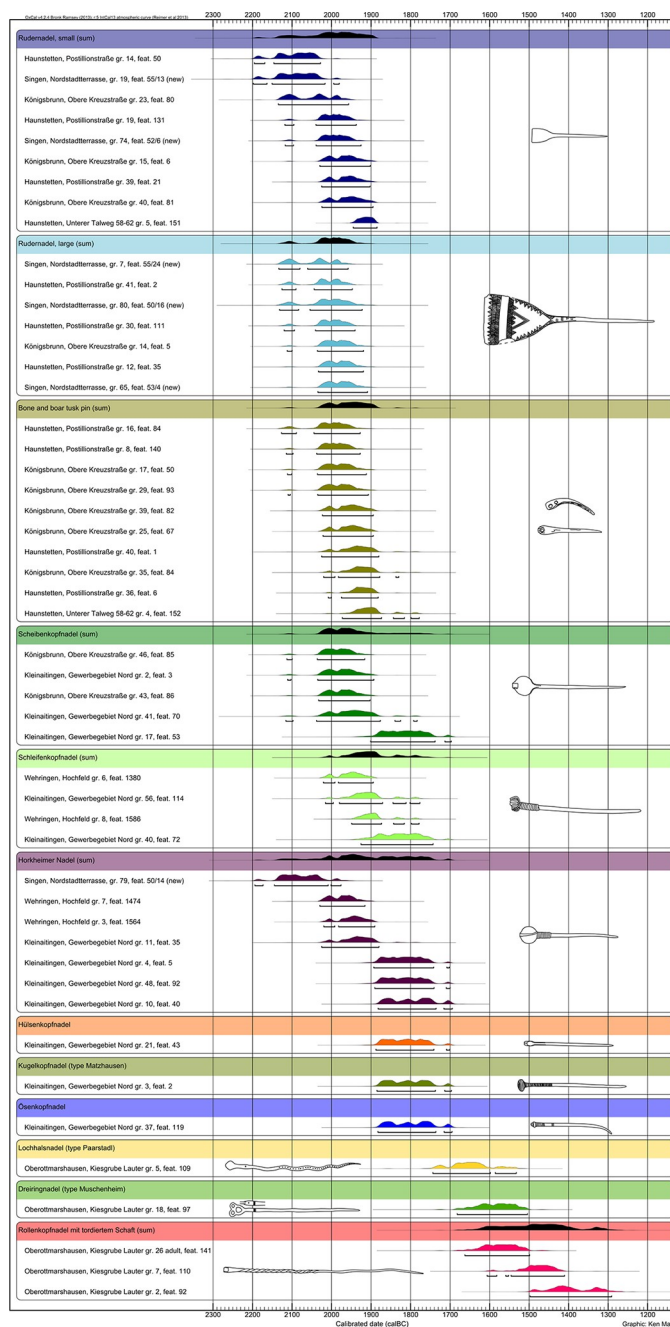 OxCal v4.2.4 Bronk Ramsey (2013); r:5 IntCal13 atmospheric curve (Reimer et al 2013)
2300 2200 2100 2000 1900 1800 1700 1600 1500 1400 1300 1200
Rudernadel, small (sum)
Haunstetten, Postillionstraße gr. 14, feat. 50
Singen, Nordstadtterrasse, gr. 19, feat. 55/13 (new)
Königsbrunn, Obere Kreuzstraße gr. 23, feat. 80
Haunstetten, Postillionstraße gr. 19, feat. 131
Singen, Nordstadtterrasse gr. 74, feat. 52/6 (new)
Königsbrunn, Obere Kreuzstraße gr. 15, feat. 6
Haunstetten, Postillionstraße gr. 39, feat. 21
Königsbrunn, Obere Kreuzstraße gr. 40, feat. 81
Haunstetten, Unterer Talweg 58-62 gr. 5, feat. 151
Rudernadel, large (sum)
Singen, Nordstadtterrasse, gr. 7, feat. 55/24 (new)
Haunstetten, Postillionstraße gr. 41, feat. 2
Singen, Nordstadtterrasse gr. 80, feat. 50/16 (new)
Haunstetten, Postillionstraße gr. 30, feat. 111
Königsbrunn, Obere Kreuzstraße gr. 14, feat. 5
Haunstetten, Postillionstraße gr. 12, feat. 35
Singen, Nordstadtterrasse gr. 65, feat. 53/4 (new)
Bone and boar tusk pin (sum)
Haunstetten, Postillionstraße gr. 16, feat. 84
Haunstetten, Postillionstraße gr. 8, feat. 140
Königsbrunn, Obere Kreuzstraße gr. 17, feat. 50
Königsbrunn, Obere Kreuzstraße gr. 29, feat. 93
Königsbrunn, Obere Kreuzstraße gr. 39, feat. 82
Königsbrunn, Obere Kreuzstraße gr. 25, feat. 67
Haunstetten, Postillionstraße gr. 40, feat. 1
Königsbrunn, Obere Kreuzstraße gr. 35, feat. 84
Haunstetten, Postillionstraße gr. 36, feat. 6
Haunstetten, Unterer Talweg 58-62 gr. 4, feat. 152
Scheibenkopfnadel (sum)
Königsbrunn, Obere Kreuzstraße gr. 46, feat. 85
Kleinaitingen, Gewerbegebiet Nord gr. 2, feat. 3
Königsbrunn, Obere Kreuzstraße gr. 43, feat. 86
Kleinaitingen, Gewerbegebiet Nord gr. 41, feat. 70
Kleinaitingen, Gewerbegebiet Nord gr. 17, feat. 53
Schleifenkopfnadel (sum)
Wehringen, Hochfeld gr. 6, feat. 1380
Kleinaitingen, Gewerbegebiet Nord gr. 56, feat. 114
Wehringen, Hochfeld gr. 8, feat. 1586
Kleinaitingen, Gewerbegebiet Nord gr. 40, feat. 72
Horkheimer Nadel (sum)
Singen, Nordstadtterrasse, gr. 79, feat. 50/14 (new)
Wehringen, Hochfeld gr. 7, feat. 1474
Wehringen, Hochfeld gr. 3, feat. 1564
Kleinaitingen, Gewerbegebiet Nord gr. 11, feat. 35
Kleinaitingen, Gewerbegebiet Nord gr. 4, feat. 5
Kleinaitingen, Gewerbegebiet Nord gr. 48, feat. 92
Kleinaitingen, Gewerbegebiet Nord gr. 10, feat. 40
Hülsenkopfnadel
Kleinaitingen, Gewerbegebiet Nord gr. 21, feat. 43
Kugelkopfnadel (type Matzhausen)
Kleinaitingen, Gewerbegebiet Nord gr. 3, feat. 2
Ösenkopfnadel
Kleinaitingen, Gewerbegebiet Nord gr. 37, feat. 119
Lochhalsnadel (type Paarstadl)
Oberottmarshausen, Kiesgrube Lauter gr. 5, feat. 109
Dreiringnadel (type Muschenheim)
Oberottmarshausen, Kiesgrube Lauter gr. 18, feat. 97
Rollenkopfnadel mit tordiertem Schaft (sum)
Oberottmarshausen, Kiesgrube Lauter gr. 26 adult, feat. 141
Oberottmarshausen, Kiesgrube Lauter gr. 7, feat. 110
Oberottmarshausen, Kiesgrube Lauter gr. 2, feat. 92
2300 2200 2100 2000 1900 1800 1700 1600 1500 1400 1300 1200
Calibrated date (calBC)
Graphic: Ken Ma